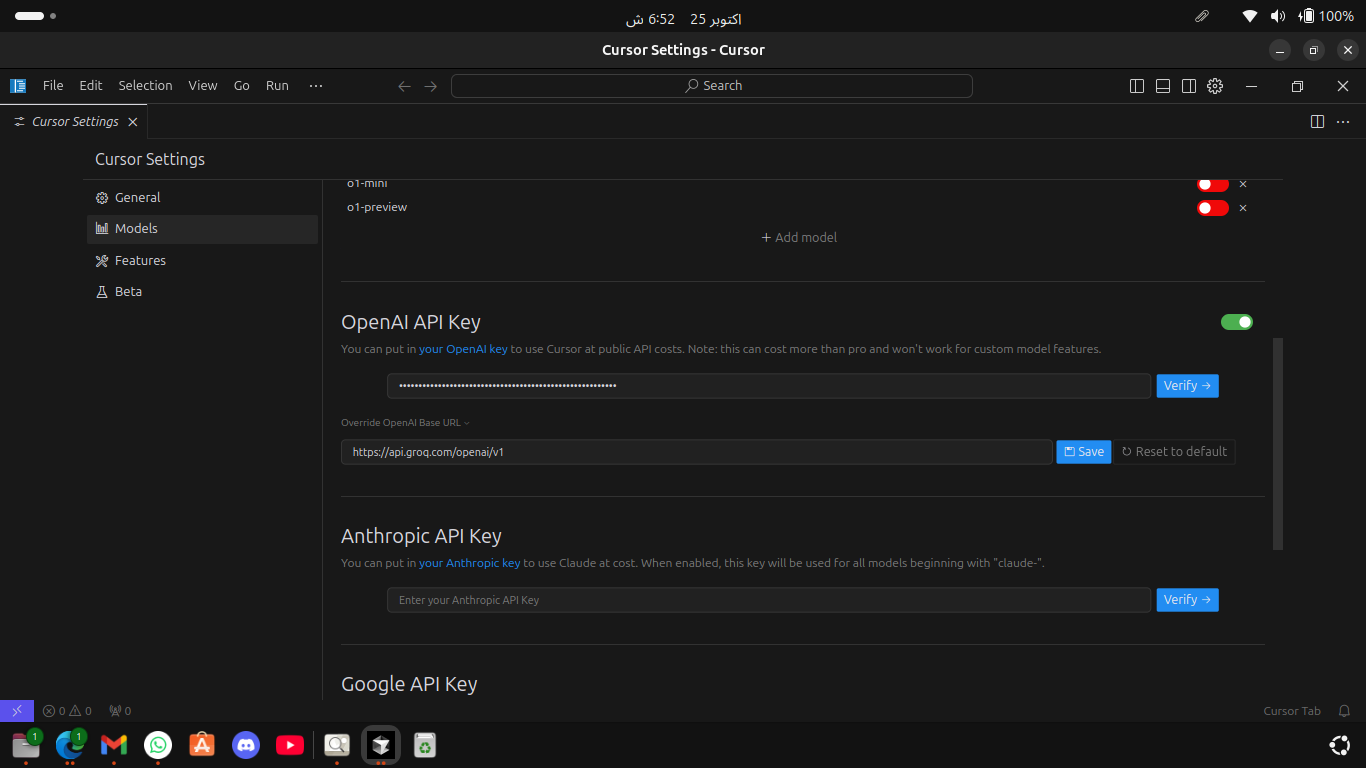 اکتوبر 25 6:52 ش
100%
Cursor Settings - Cursor
File Edit Selection View Go Run ···
Search
Cursor Settings
Cursor Settings
General
Models
Features
Beta
o1-mini
o1-preview
+ Add model
OpenAI API Key
You can put in your OpenAI key to use Cursor at public API costs. Note: this can cost more than pro and won't work for custom model features.
••••••••••••••••••••••••••••••••••••••••••••••••••••••••
Verify →
Override OpenAI Base URL
https://api.groq.com/openai/v1
Save
Reset to default
Anthropic API Key
You can put in your Anthropic key to use Claude at cost. When enabled, this key will be used for all models beginning with "claude-".
Enter your Anthropic API Key
Verify →
Google API Key
0 0 0
Cursor Tab
1 1